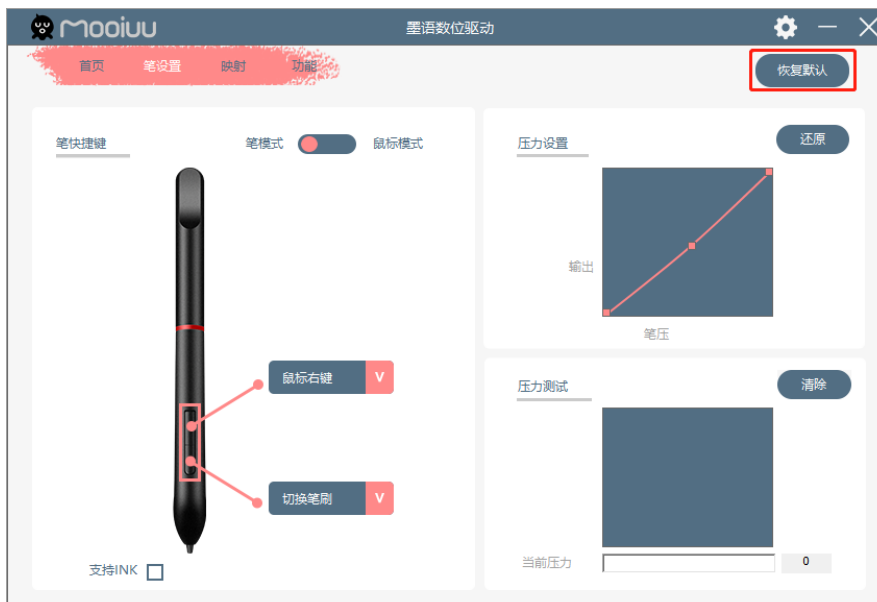 mooiuu 墨语数位驱动
首页 笔设置 映射 功能 恢复默认
笔快捷键 笔模式 鼠标模式
鼠标右键 V
切换笔刷 V
支持INK
压力设置 还原
输出
笔压
压力测试 清除
当前压力 0